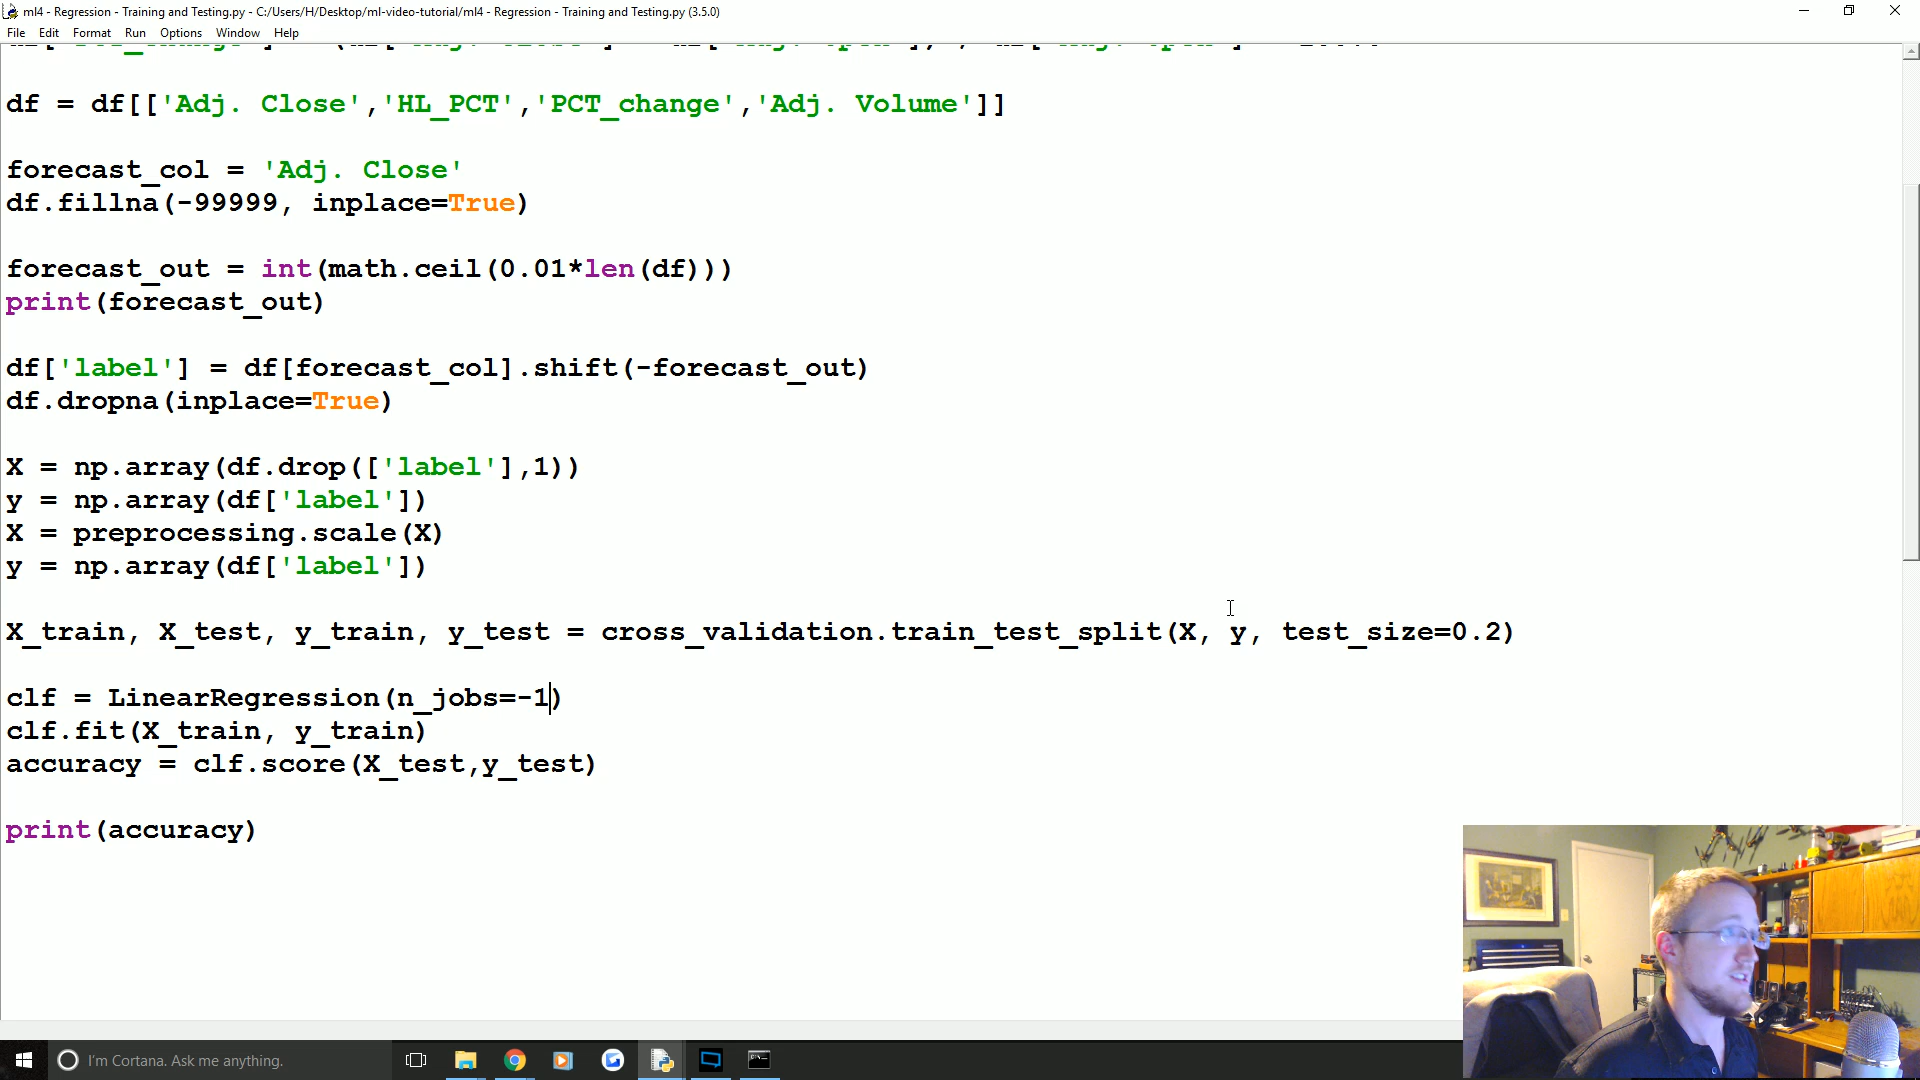 ml4 - Regression - Training and Testing.py - C:/Users/H/Desktop/ml-video-tutorial/ml4 - Regression - Training and Testing.py (3.5.0)
File Edit Format Run Options Window Help
df = df[['Adj. Close','HL_PCT','PCT_change','Adj. Volume']]
forecast_col = 'Adj. Close'
df.fillna(-99999, inplace=True)
forecast_out = int(math.ceil(0.01*len(df)))
print(forecast_out)
df['label'] = df[forecast_col].shift(-forecast_out)
df.dropna(inplace=True)
X = np.array(df.drop(['label'],1))
y = np.array(df['label'])
X = preprocessing.scale(X)
y = np.array(df['label'])
X_train, X_test, y_train, y_test = cross_validation.train_test_split(X, y, test_size=0.2)
clf = LinearRegression(n_jobs=-1)
clf.fit(X_train, y_train)
accuracy = clf.score(X_test,y_test)
print(accuracy)
I'm Cortana. Ask me anything.